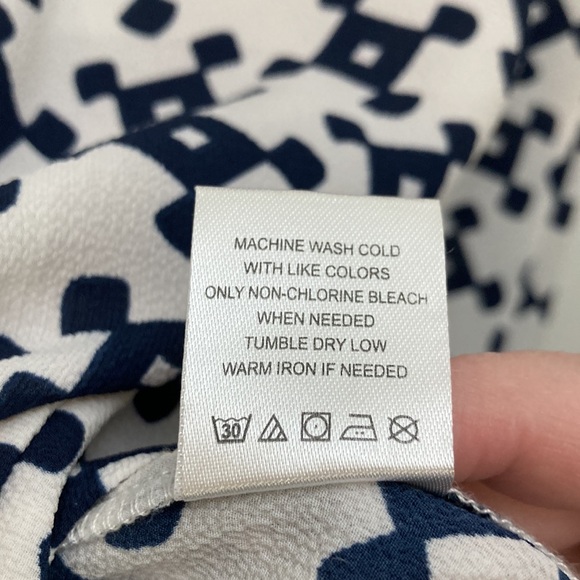 MACHINE WASH COLD
WITH LIKE COLORS
ONLY NON-CHLORINE BLEACH
WHEN NEEDED
TUMBLE DRY LOW
WARM IRON IF NEEDED
30